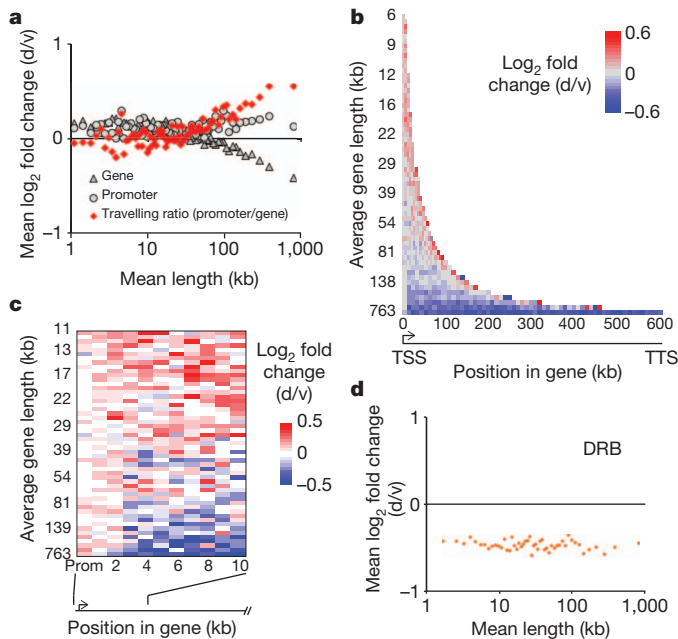 a
Mean log2 fold change (d/v)
1
0
−1
Gene
Promoter
Travelling ratio (promoter/gene)
1 10 100 1,000
Mean length (kb)
b
Average gene length (kb)
6
9
12
16
22
29
39
54
81
138
763
Log2 fold
change (d/v)
0.6
−0.6
0 100 200 300 400 500 600
TSS TTS
Position in gene (kb)
c
Average gene length (kb)
11
13
17
22
29
39
54
81
139
763
Log2 fold
change
(d/v)
0.5
−0.5
Prom 2 4 6 8 10
Position in gene (kb)
d
Mean log2 fold change
(d/v)
1
0
−1
DRB
1 10 100 1,000
Mean length (kb)